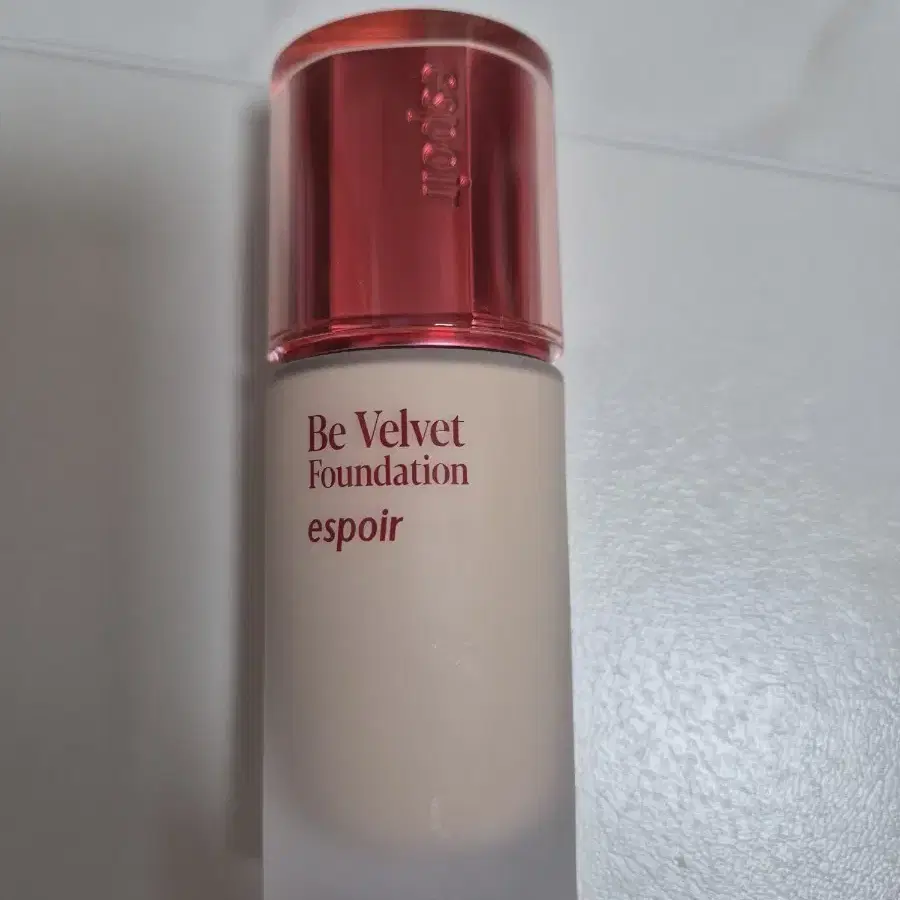 espoir
Be Velvet
Foundation
espoir